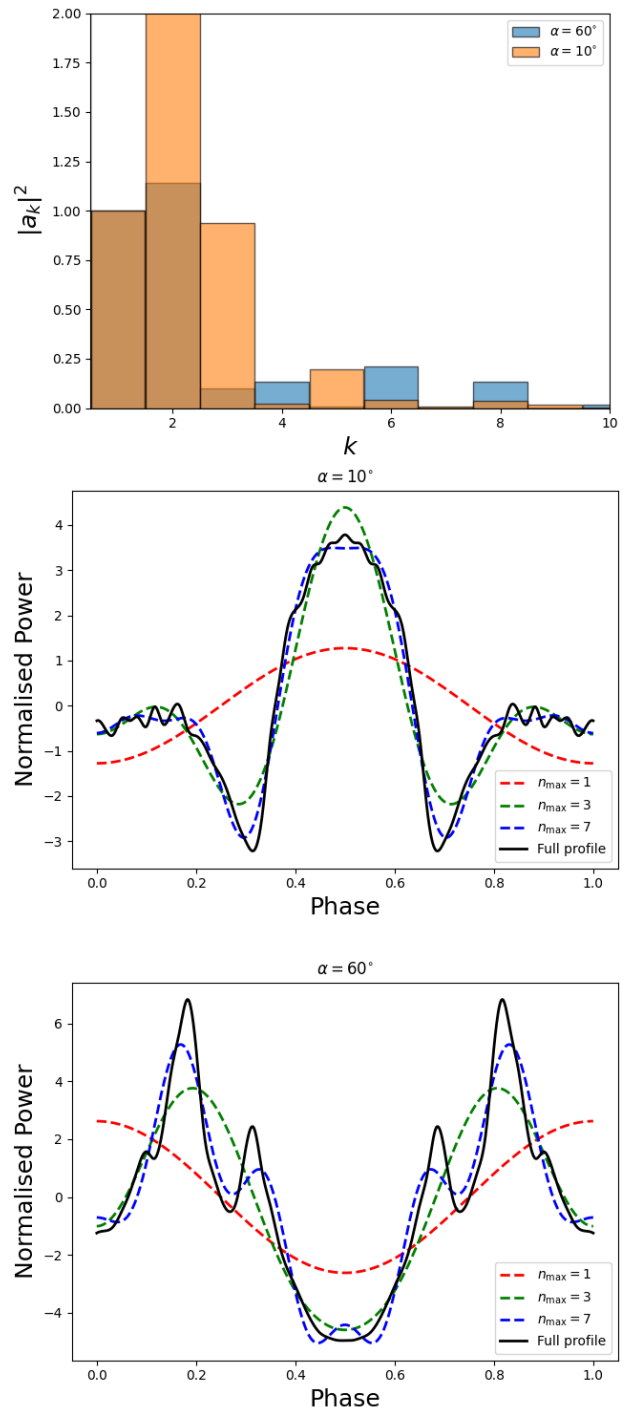 2.00
1.75
1.50
1.25
1.00
0.75
0.50
0.25
0.00
|a_k|^2
α = 60°
α = 10°
2 4 6 8 10
k
α = 10°
4
3
2
1
0
−1
−2
−3
Normalised Power
n_max = 1
n_max = 3
n_max = 7
Full profile
0.0 0.2 0.4 0.6 0.8 1.0
Phase
α = 60°
6
4
2
0
−2
−4
Normalised Power
n_max = 1
n_max = 3
n_max = 7
Full profile
0.0 0.2 0.4 0.6 0.8 1.0
Phase